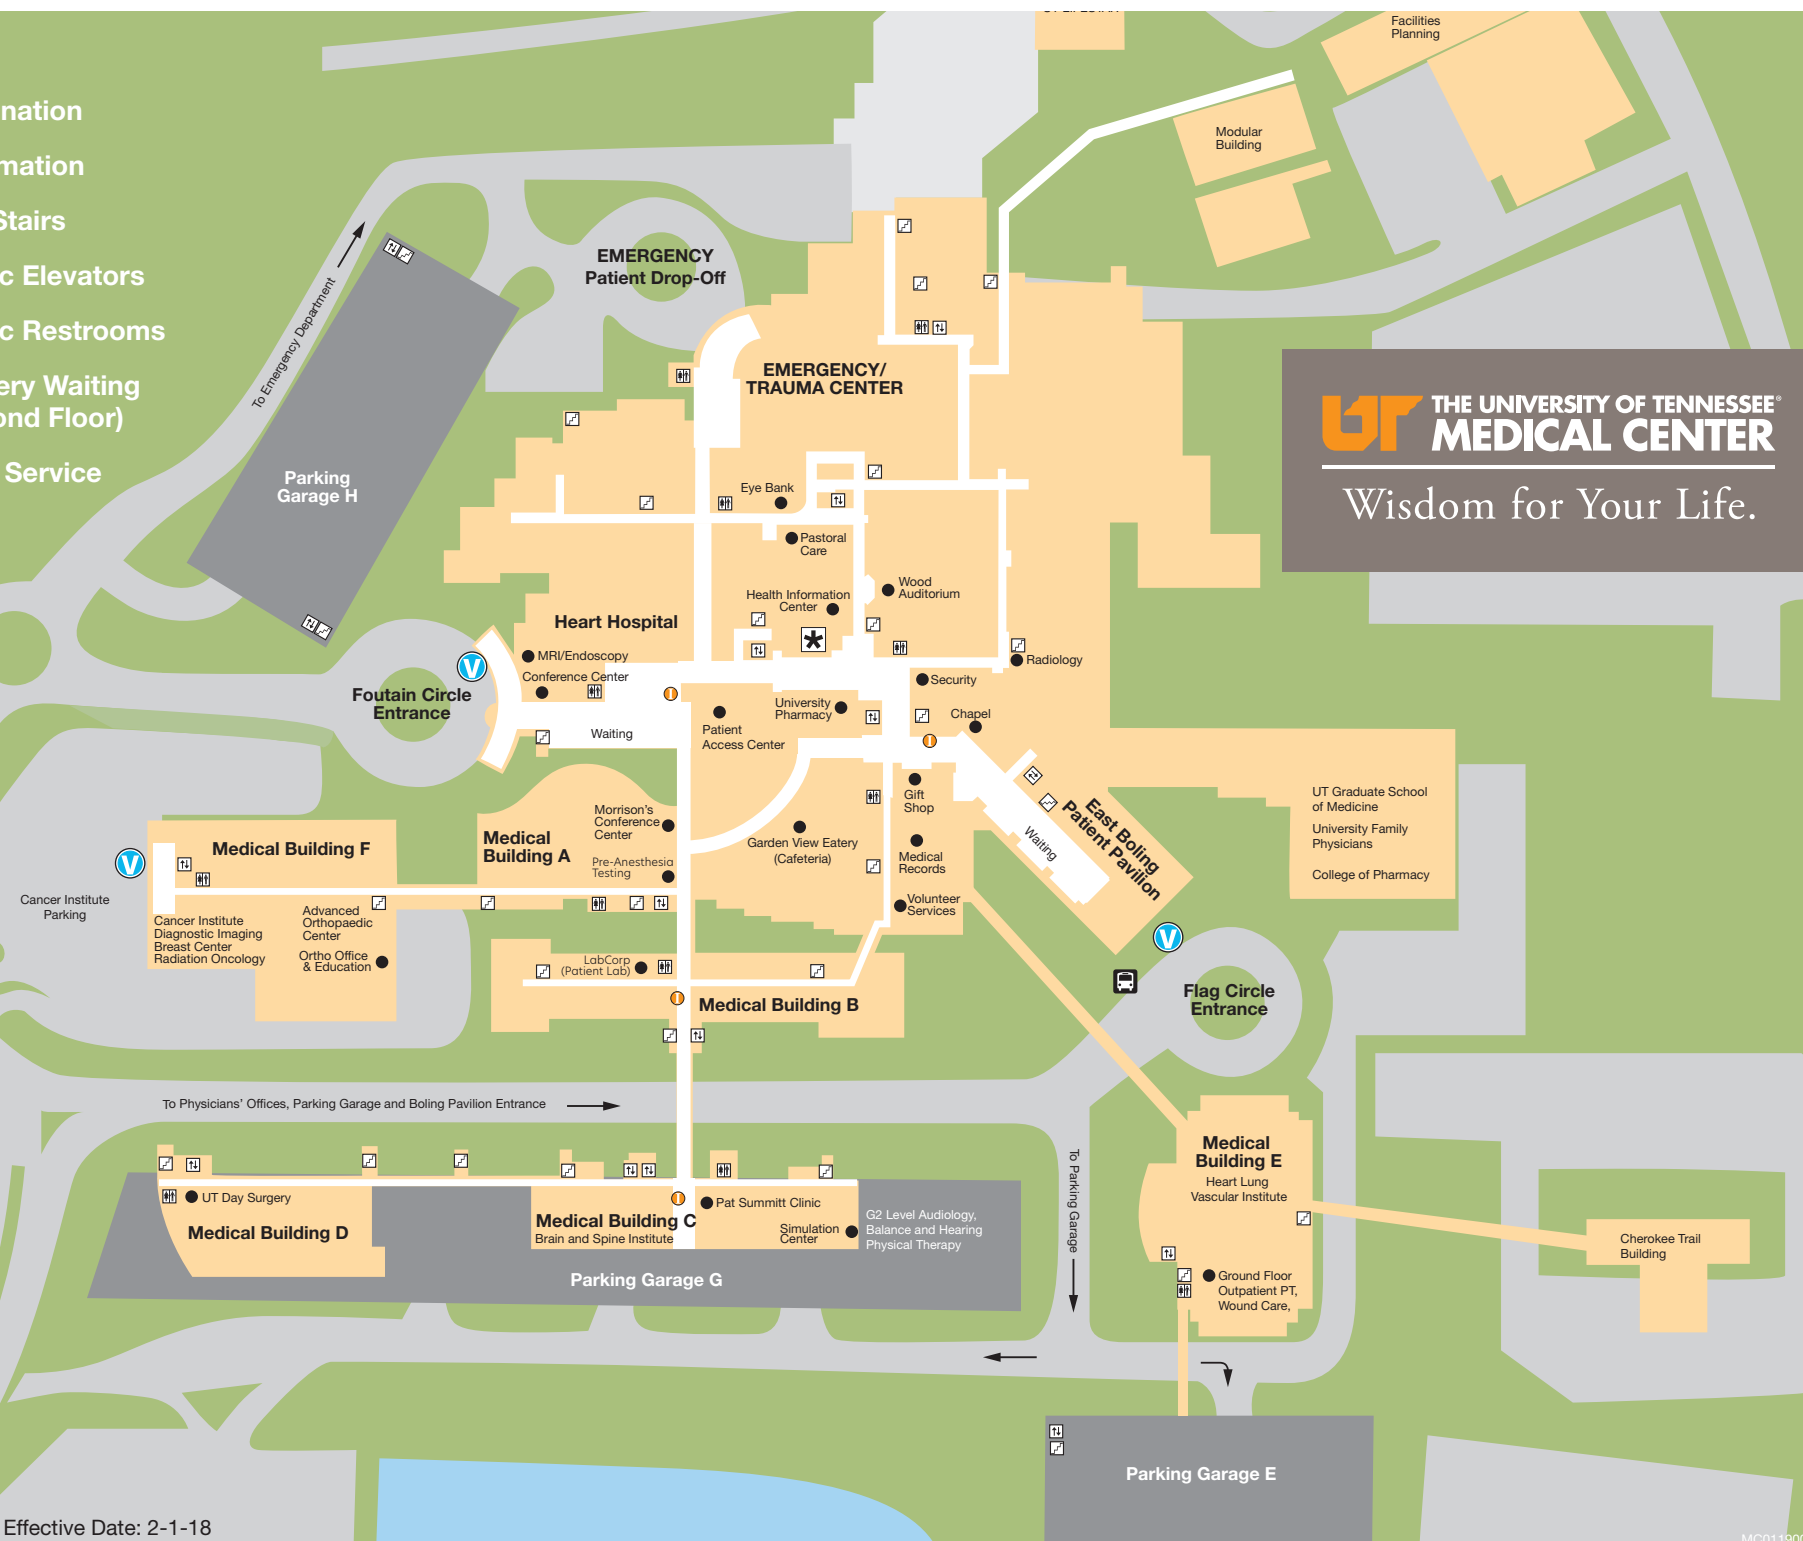 Facilities
Planning
nation
mation
Stairs
c Elevators
c Restrooms
ery Waiting
ond Floor)
Service
Modular
Building
EMERGENCY
Patient Drop-Off
To Emergency Department
EMERGENCY/
TRAUMA CENTER
THE UNIVERSITY OF TENNESSEE®
UT
MEDICAL CENTER
Wisdom for Your Life.
Parking
Garage H
Eye Bank
Pastoral
Care
Wood
Auditorium
Health Information
Center
*
Heart Hospital
MRI/Endoscopy
Conference Center
Radiology
Security
V
Foutain Circle
Entrance
University
Pharmacy
Chapel
Patient
Access Center
Waiting
i
i
Gift
Shop
East Boling
Patient Pavilion
Waiting
UT Graduate School
of Medicine
University Family
Physicians
College of Pharmacy
Morrison's
Conference
Center
Medical
Building A
Medical Building F
V
Garden View Eatery
(Cafeteria)
Medical
Records
Pre-Anesthesia
Testing
Cancer Institute
Parking
Volunteer
Services
Advanced
Orthopaedic
Center
Cancer Institute
Diagnostic Imaging
Breast Center
Radiation Oncology
Ortho Office
& Education
LabCorp
(Patient Lab)
V
Flag Circle
Entrance
i
Medical Building B
To Physicians' Offices, Parking Garage and Boling Pavilion Entrance
To Parking Garage
Medical
Building E
Heart Lung
Vascular Institute
UT Day Surgery
Medical Building D
i
Pat Summitt Clinic
Medical Building C
Brain and Spine Institute
Simulation
Center
G2 Level Audiology,
Balance and Hearing
Physical Therapy
Cherokee Trail
Building
Parking Garage G
Ground Floor
Outpatient PT,
Wound Care,
Parking Garage E
Effective Date: 2-1-18